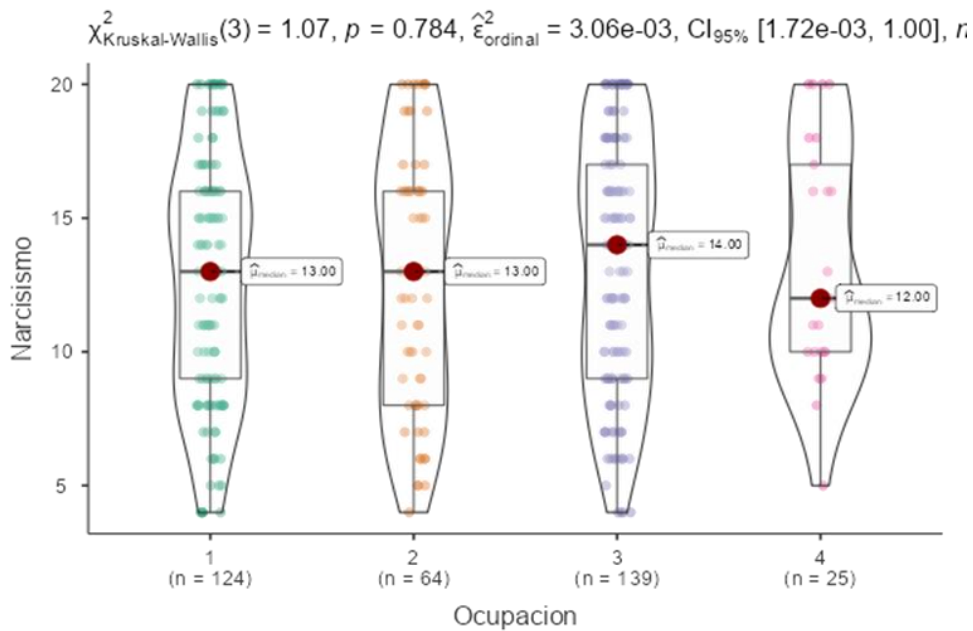 χ²Kruskal-Wallis(3) = 1.07, p = 0.784, ε̂²ordinal = 3.06e-03, CI95% [1.72e-03, 1.00], n
20
15
10
5
Narcisismo
μ̂median = 13.00
μ̂median = 13.00
μ̂median = 14.00
μ̂median = 12.00
1 2 3 4
(n = 124) (n = 64) (n = 139) (n = 25)
Ocupacion